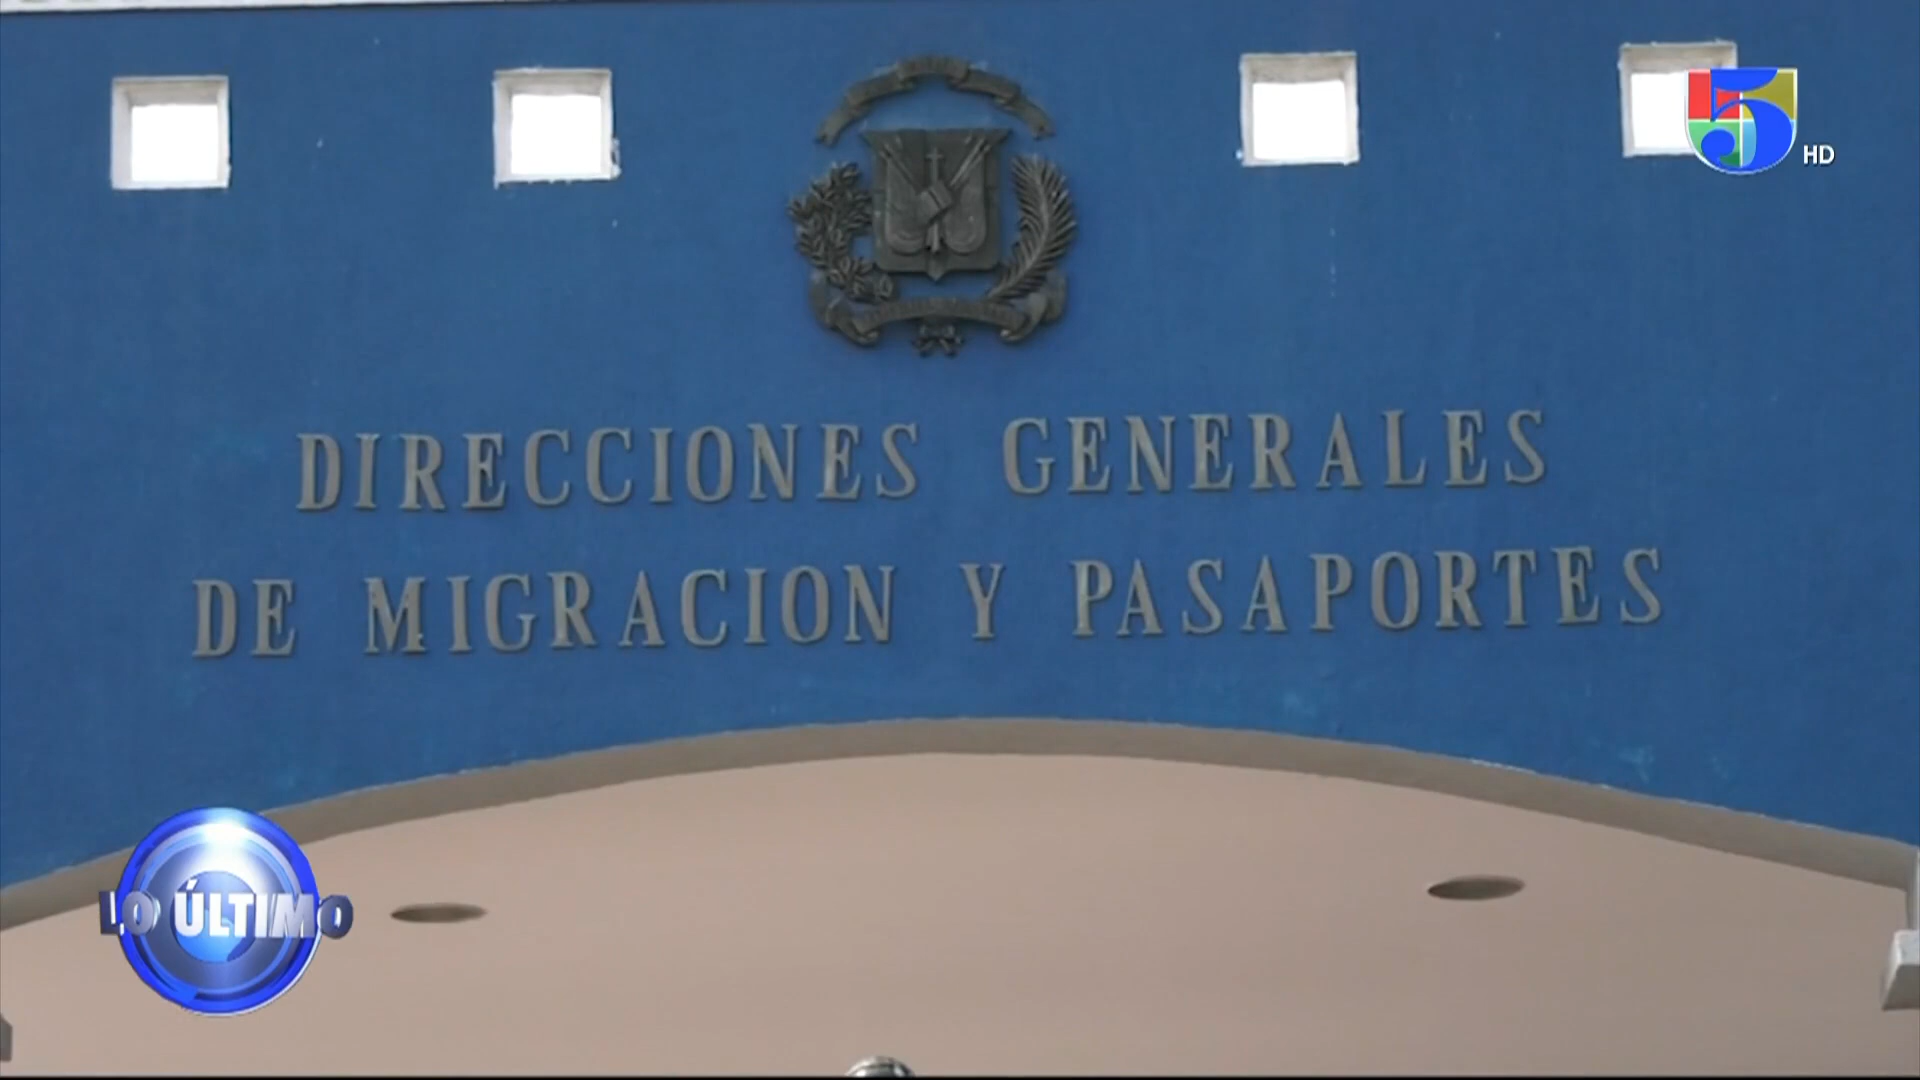 5
HD
DIRECCIONES GENERALES
DE MIGRACION Y PASAPORTES
LO ÚLTIMO